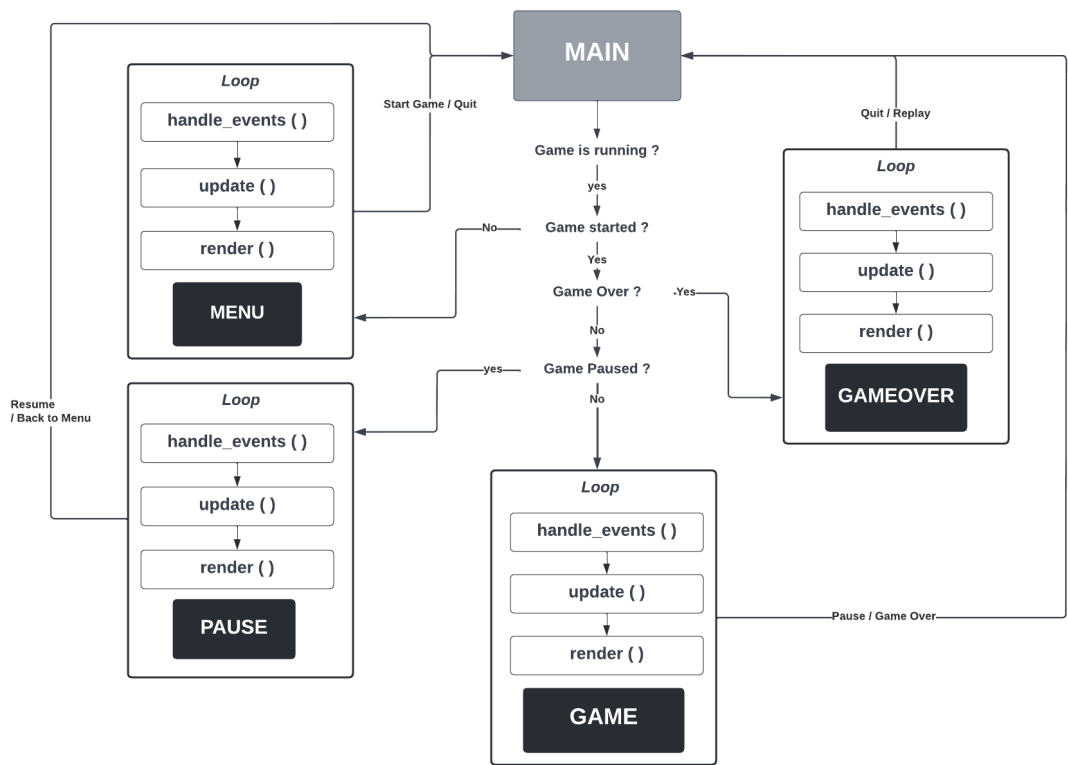 MAIN
Loop
handle_events ( )
update ( )
render ( )
MENU
Start Game / Quit
Game is running ?
yes
Game started ?
No
Yes
Game Over ?
Yes
No
Game Paused ?
yes
No
Quit / Replay
Loop
handle_events ( )
update ( )
render ( )
GAMEOVER
Resume
/ Back to Menu
Loop
handle_events ( )
update ( )
render ( )
PAUSE
Loop
handle_events ( )
update ( )
render ( )
GAME
Pause / Game Over